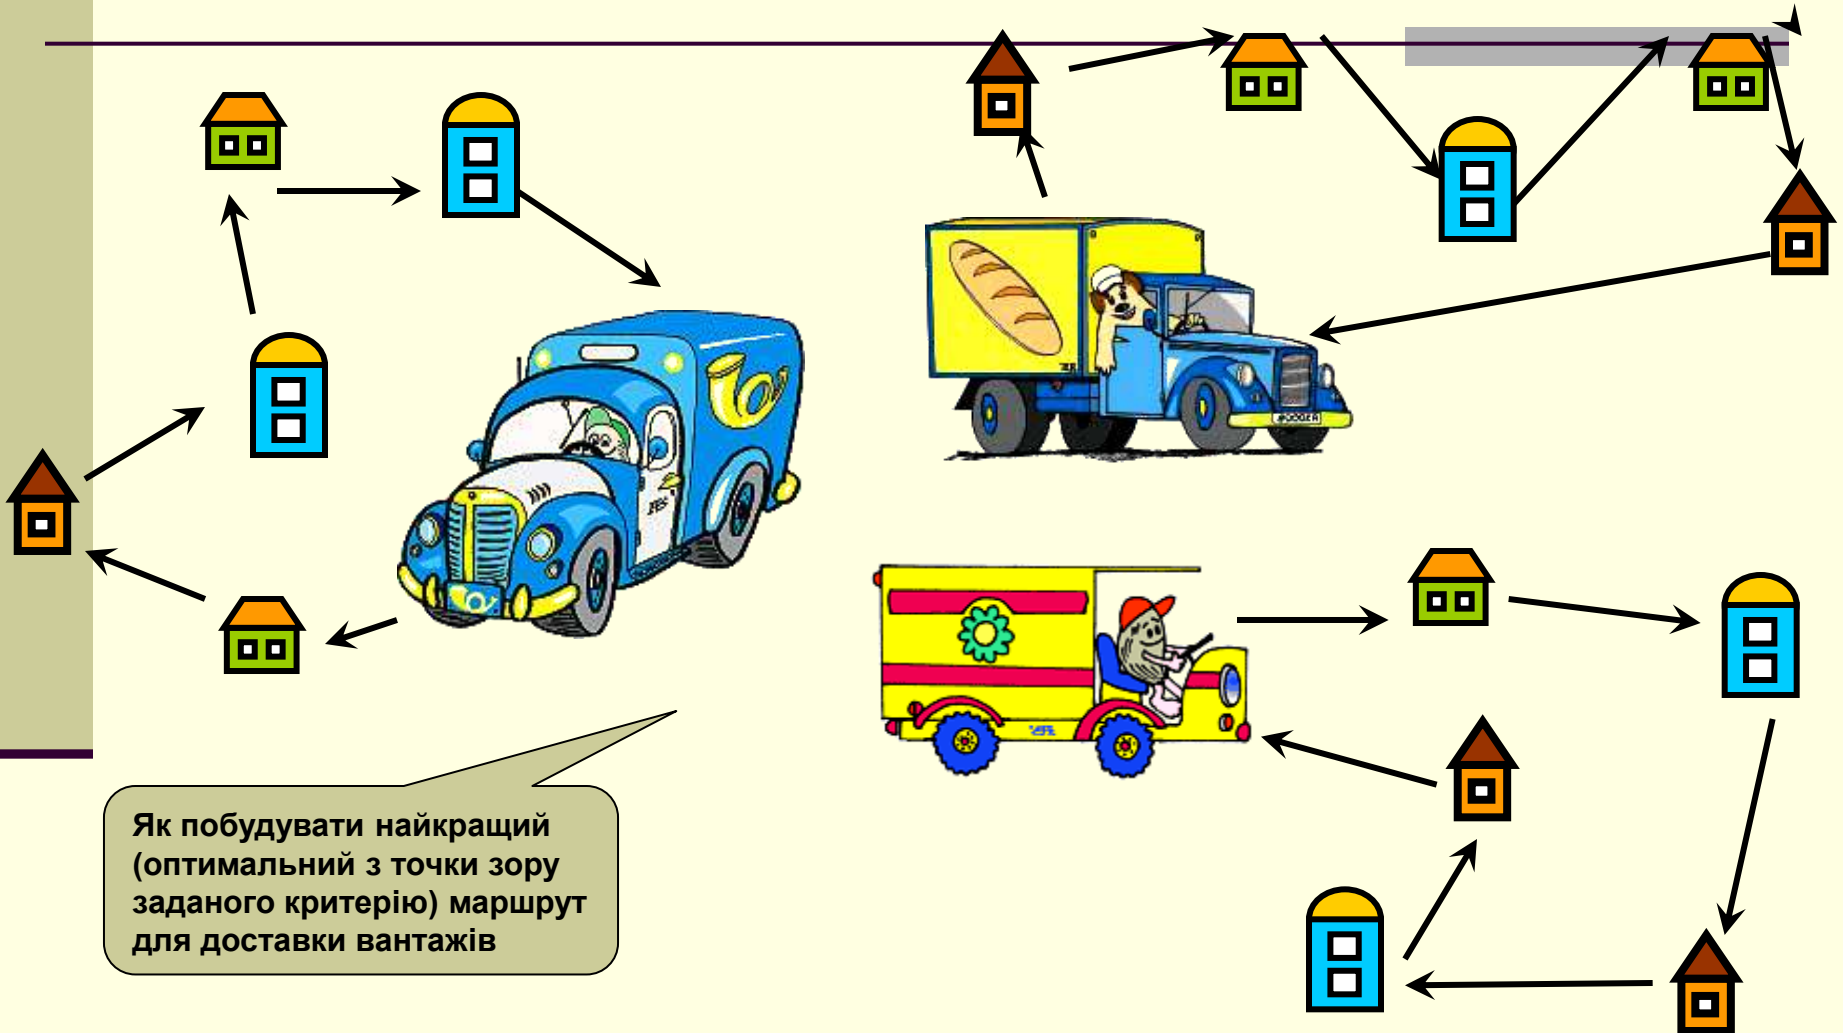 Як побудувати найкращий
(оптимальний з точки зору
заданого критерію) маршрут
для доставки вантажів